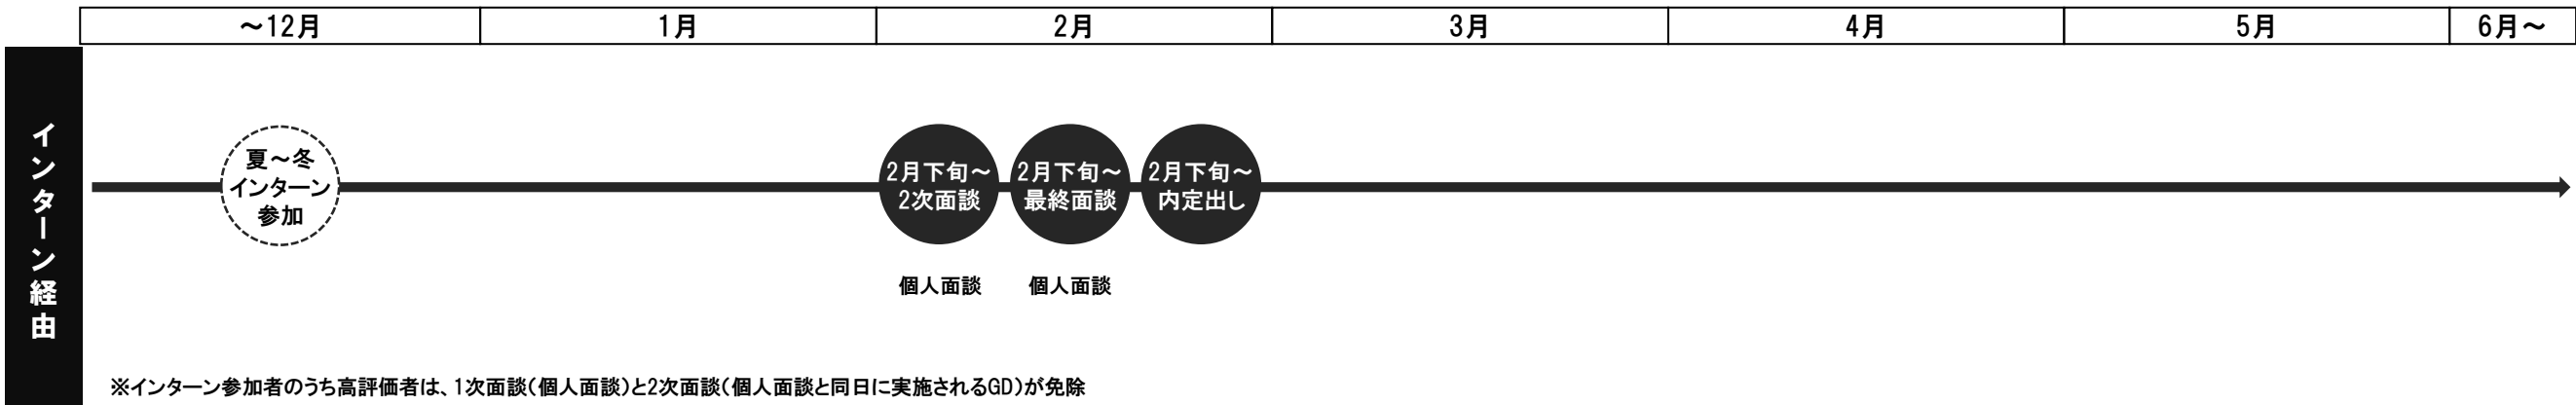 ～12月
1月
2月
3月
4月
5月
6月～
インターン経由
夏～冬
インターン
参加
2月下旬～
2次面談
2月下旬～
最終面談
2月下旬～
内定出し
個人面談
個人面談
※インターン参加者のうち高評価者は、1次面談（個人面談）と2次面談（個人面談と同日に実施されるGD）が免除